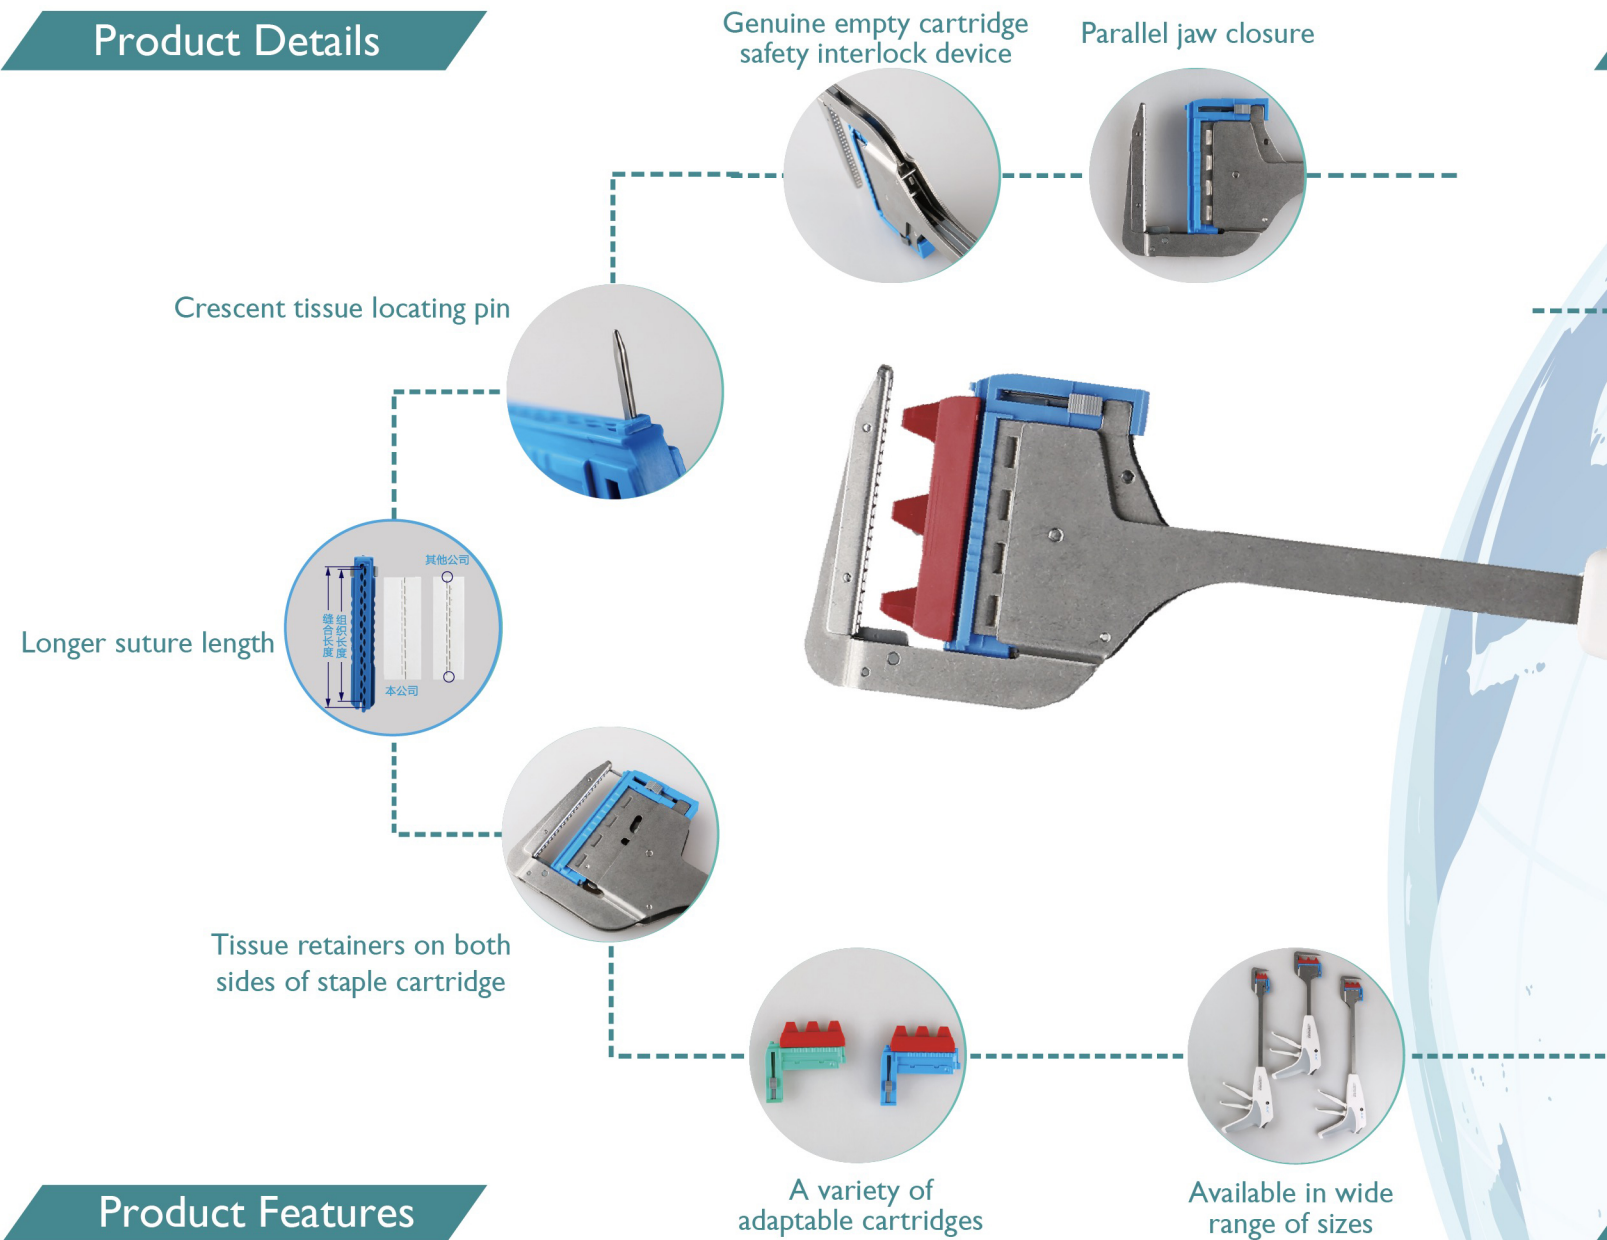 Product Details
Genuine empty cartridge
safety interlock device
Parallel jaw closure
Crescent tissue locating pin
其他公司
缝合长度
组织长度
本公司
Longer suture length
Tissue retainers on both
sides of staple cartridge
A variety of
adaptable cartridges
Available in wide
range of sizes
Product Features